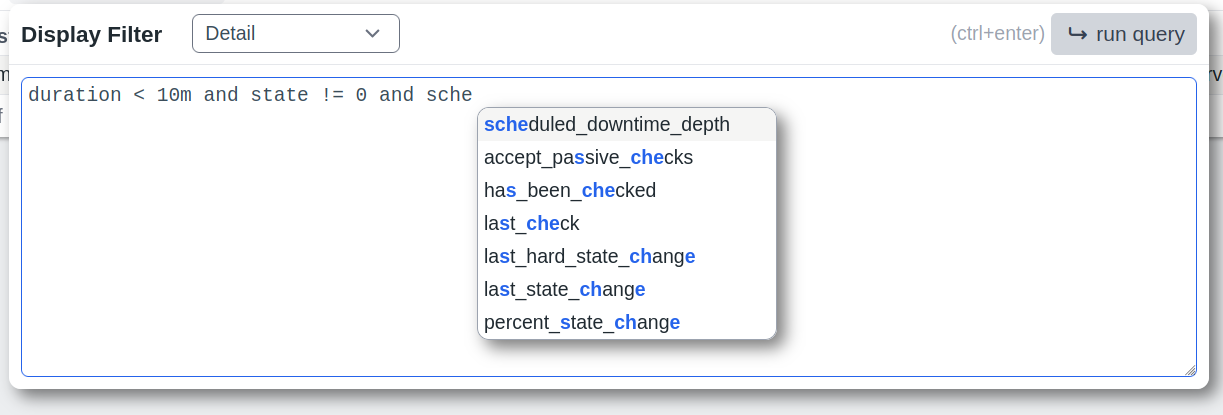 Display Filter
Detail
(ctrl+enter)
run query
duration < 10m and state != 0 and sche
scheduled_downtime_depth
accept_passive_checks
has_been_checked
last_check
last_hard_state_change
last_state_change
percent_state_change